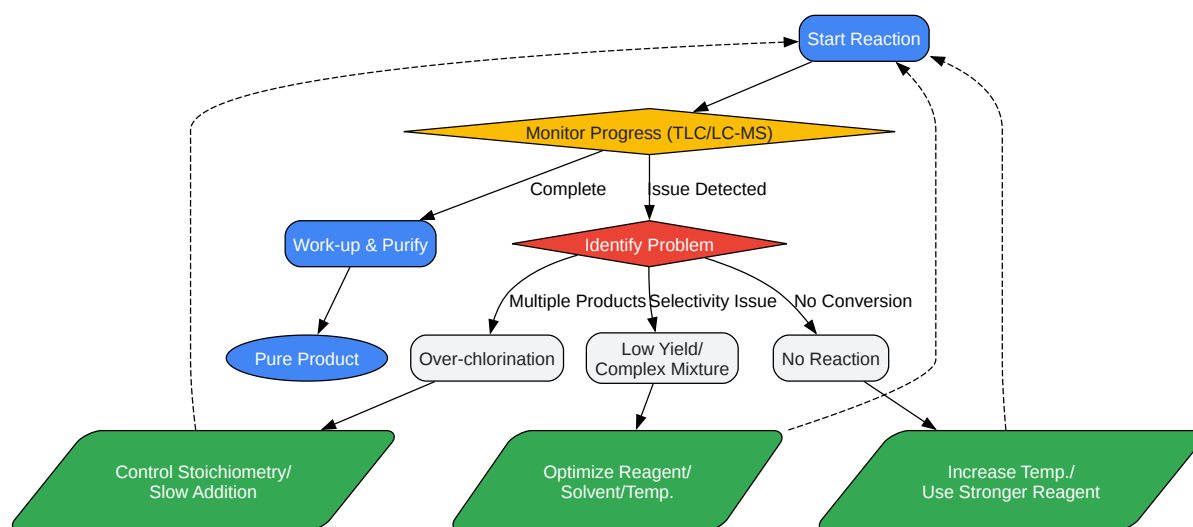 Start Reaction
Monitor Progress (TLC/LC-MS)
Complete
Issue Detected
Work-up & Purify
Identify Problem
Multiple Products
Selectivity Issue
No Conversion
Pure Product
Over-chlorination
Low Yield/
Complex Mixture
No Reaction
Control Stoichiometry/
Slow Addition
Optimize Reagent/
Solvent/Temp.
Increase Temp./
Use Stronger Reagent